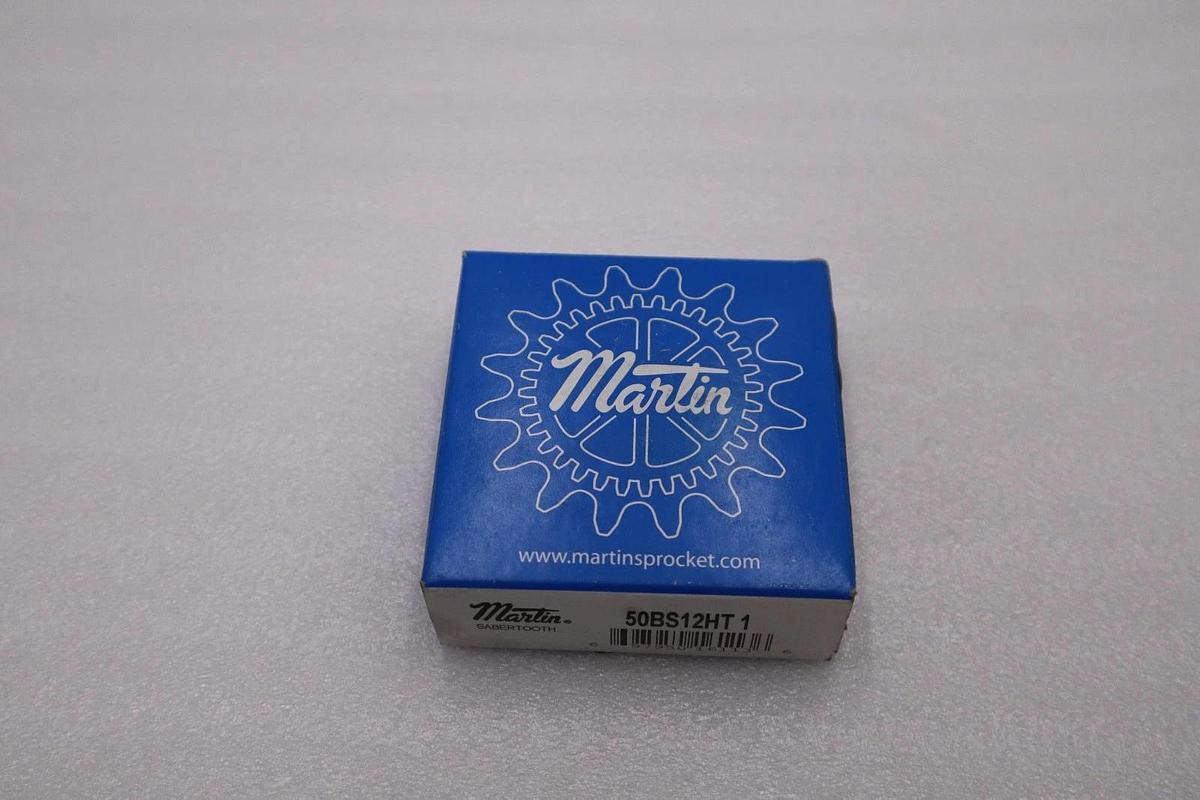 Martin
www.martinsprocket.com
Martin®
SABERTOOTH
50BS12HT 1